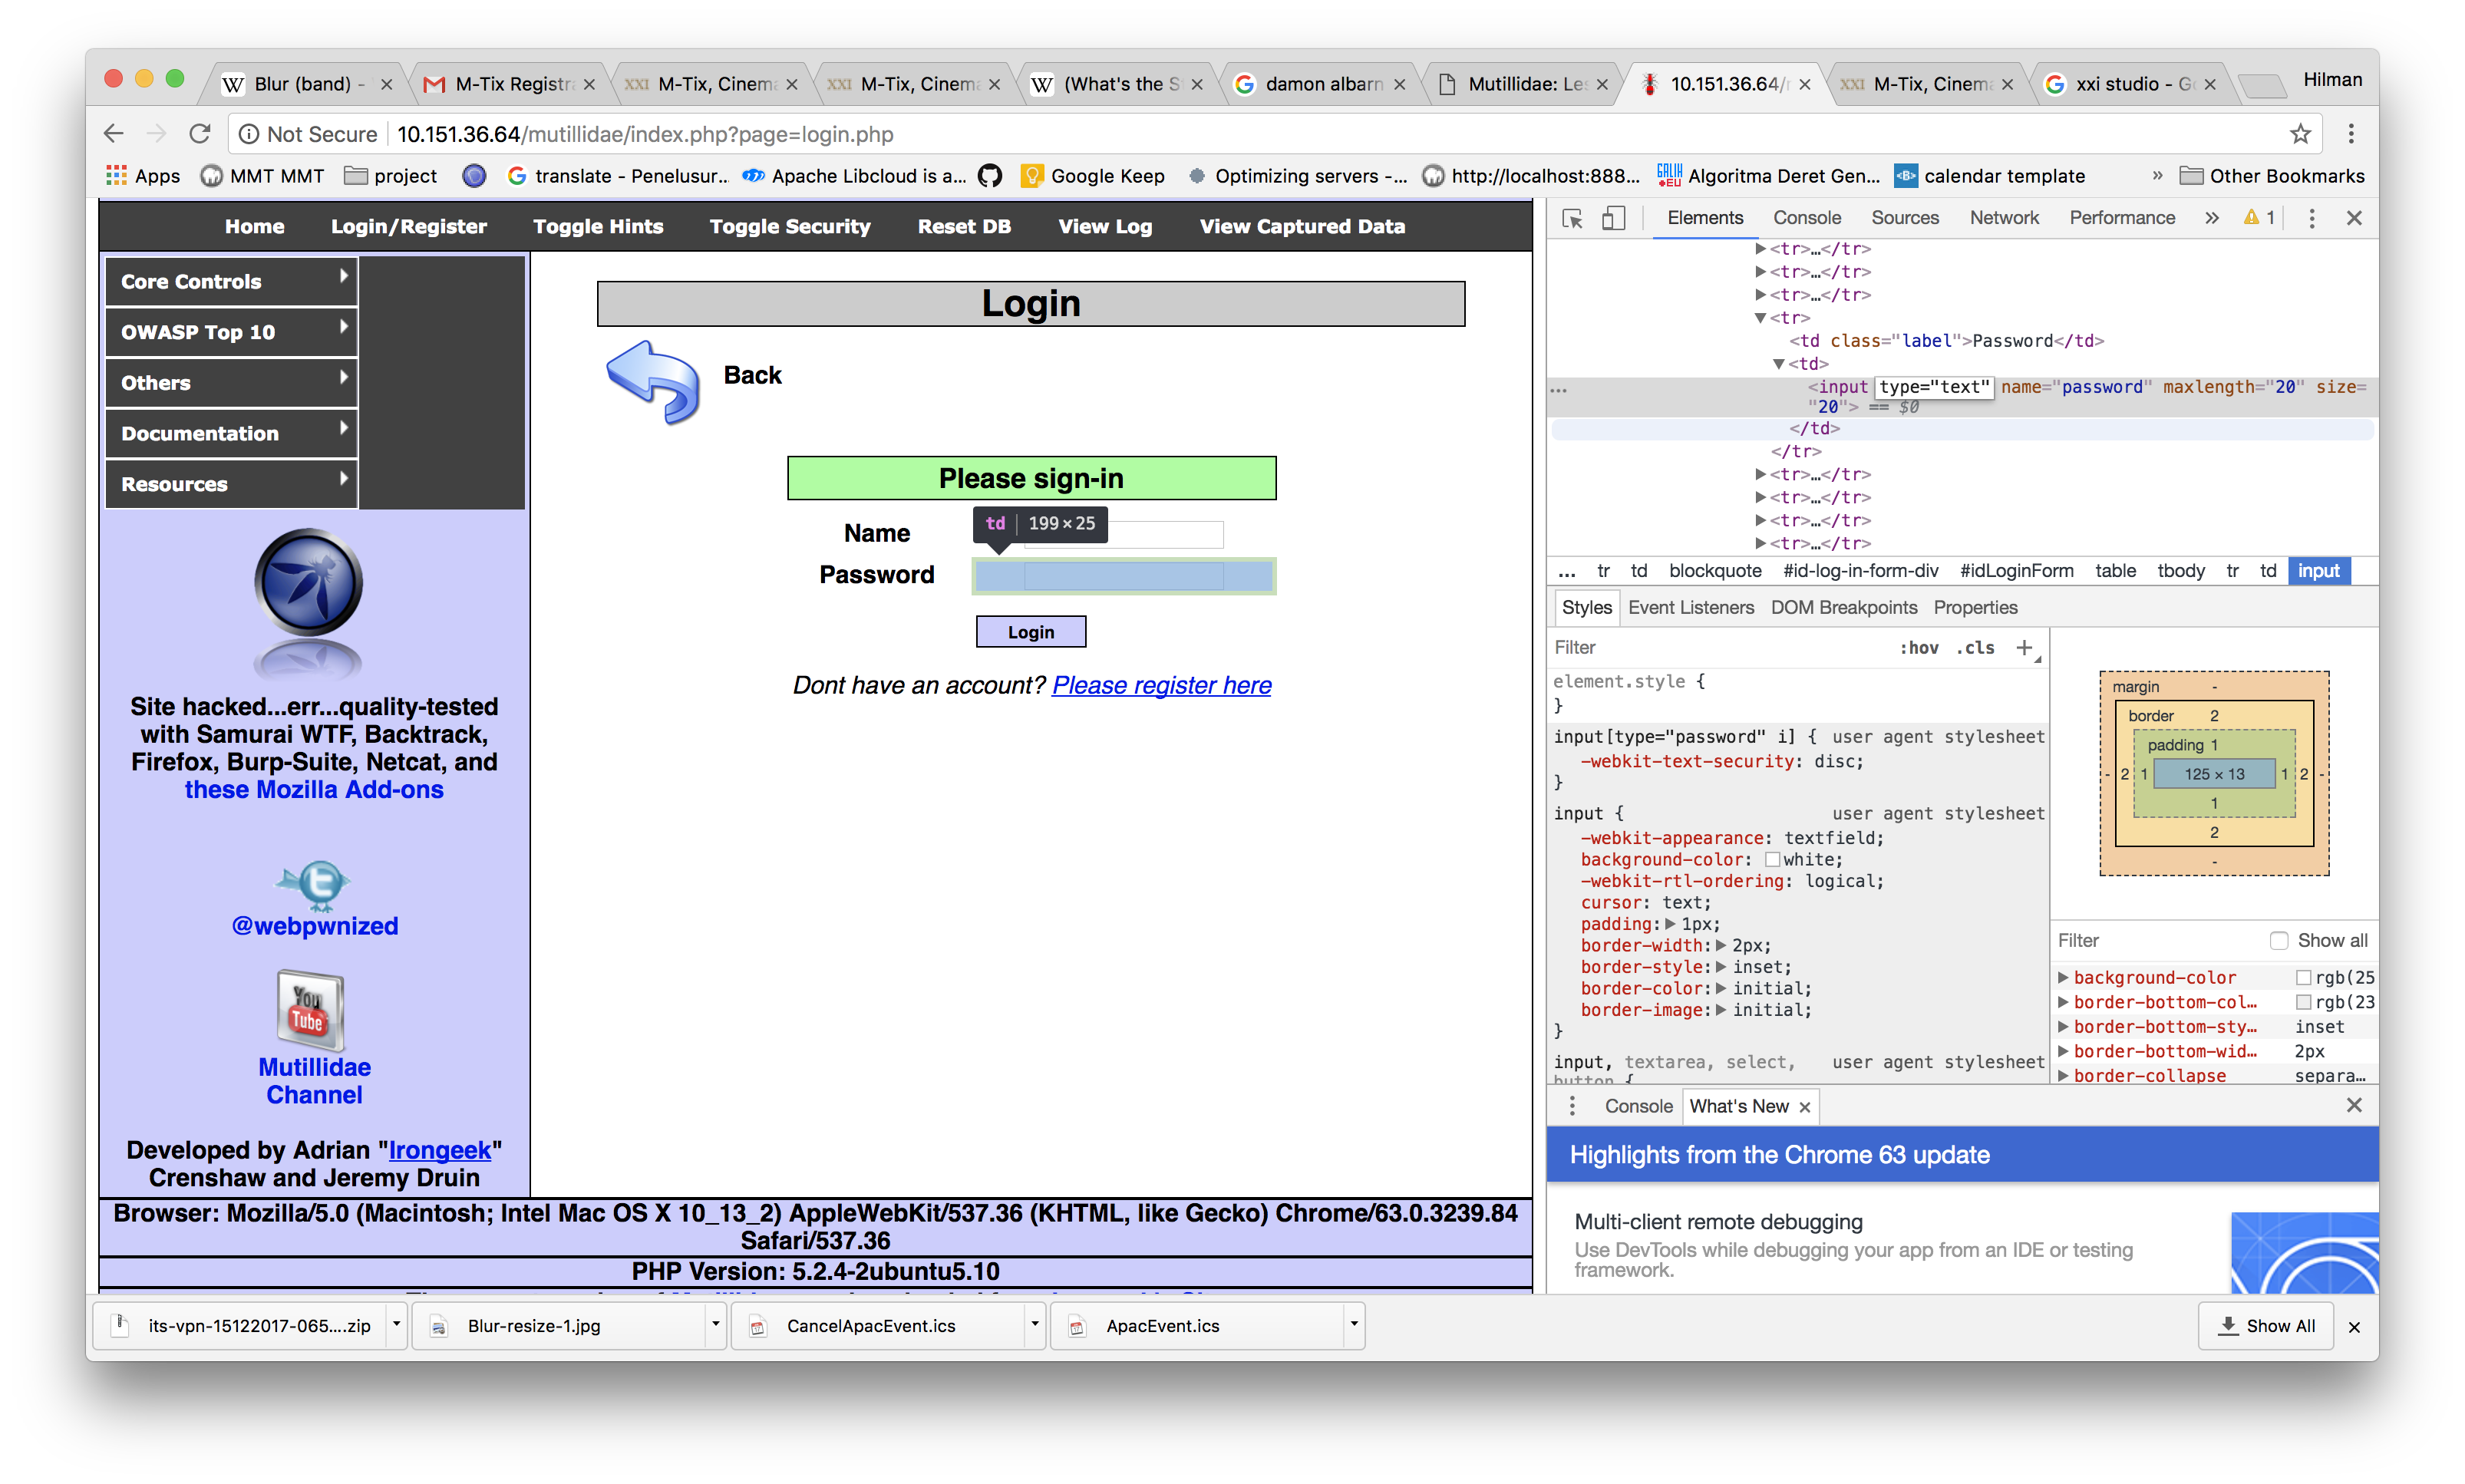 Blur (band) -
M-Tix Registr
M-Tix, Cinem
M-Tix, Cinem
(What's the S
damon albarn
Mutillidae: Les
10.151.36.64/
M-Tix, Cinem
xxi studio - G
Hilman
Not Secure
10.151.36.64/mutillidae/index.php?page=login.php
Apps
MMT MMT
project
translate - Penelusur...
Apache Libcloud is a...
Google Keep
Optimizing servers -...
http://localhost:888...
Algoritma Deret Gen...
calendar template
»
Other Bookmarks
Home
Login/Register
Toggle Hints
Toggle Security
Reset DB
View Log
View Captured Data
Core Controls
OWASP Top 10
Others
Documentation
Resources
Site hacked...err...quality-tested
with Samurai WTF, Backtrack,
Firefox, Burp-Suite, Netcat, and
these Mozilla Add-ons
@webpwnized
You
Tube
Mutillidae
Channel
Developed by Adrian "Irongeek"
Crenshaw and Jeremy Druin
Login
Back
Please sign-in
Name
td 199×25
Password
Login
Dont have an account? Please register here
Browser: Mozilla/5.0 (Macintosh; Intel Mac OS X 10_13_2) AppleWebKit/537.36 (KHTML, like Gecko) Chrome/63.0.3239.84
Safari/537.36
PHP Version: 5.2.4-2ubuntu5.10
Elements
Console
Sources
Network
Performance
»
1
<tr>…</tr>
<tr>…</tr>
<tr>…</tr>
<tr>
<td class="label">Password</td>
<td>
<input type="text" name="password" maxlength="20" size=
"20"> == $0
</td>
</tr>
<tr>…</tr>
<tr>…</tr>
<tr>…</tr>
<tr>…</tr>
... tr td blockquote #id-log-in-form-div #idLoginForm table tbody tr td input
Styles
Event Listeners
DOM Breakpoints
Properties
Filter
:hov .cls +
element.style {
}
input[type="password" i] { user agent stylesheet
-webkit-text-security: disc;
}
input { user agent stylesheet
-webkit-appearance: textfield;
background-color: white;
-webkit-rtl-ordering: logical;
cursor: text;
padding: 1px;
border-width: 2px;
border-style: inset;
border-color: initial;
border-image: initial;
}
input, textarea, select, user agent stylesheet
button {
margin -
border 2
padding 1
- 2 1 125 × 13 1 2 -
1
2
-
Filter
Show all
background-color rgb(25
border-bottom-col… rgb(23
border-bottom-sty… inset
border-bottom-wid… 2px
border-collapse separa…
Console
What's New
Highlights from the Chrome 63 update
Multi-client remote debugging
Use DevTools while debugging your app from an IDE or testing
framework.
its-vpn-15122017-065....zip
Blur-resize-1.jpg
CancelApacEvent.ics
ApacEvent.ics
Show All